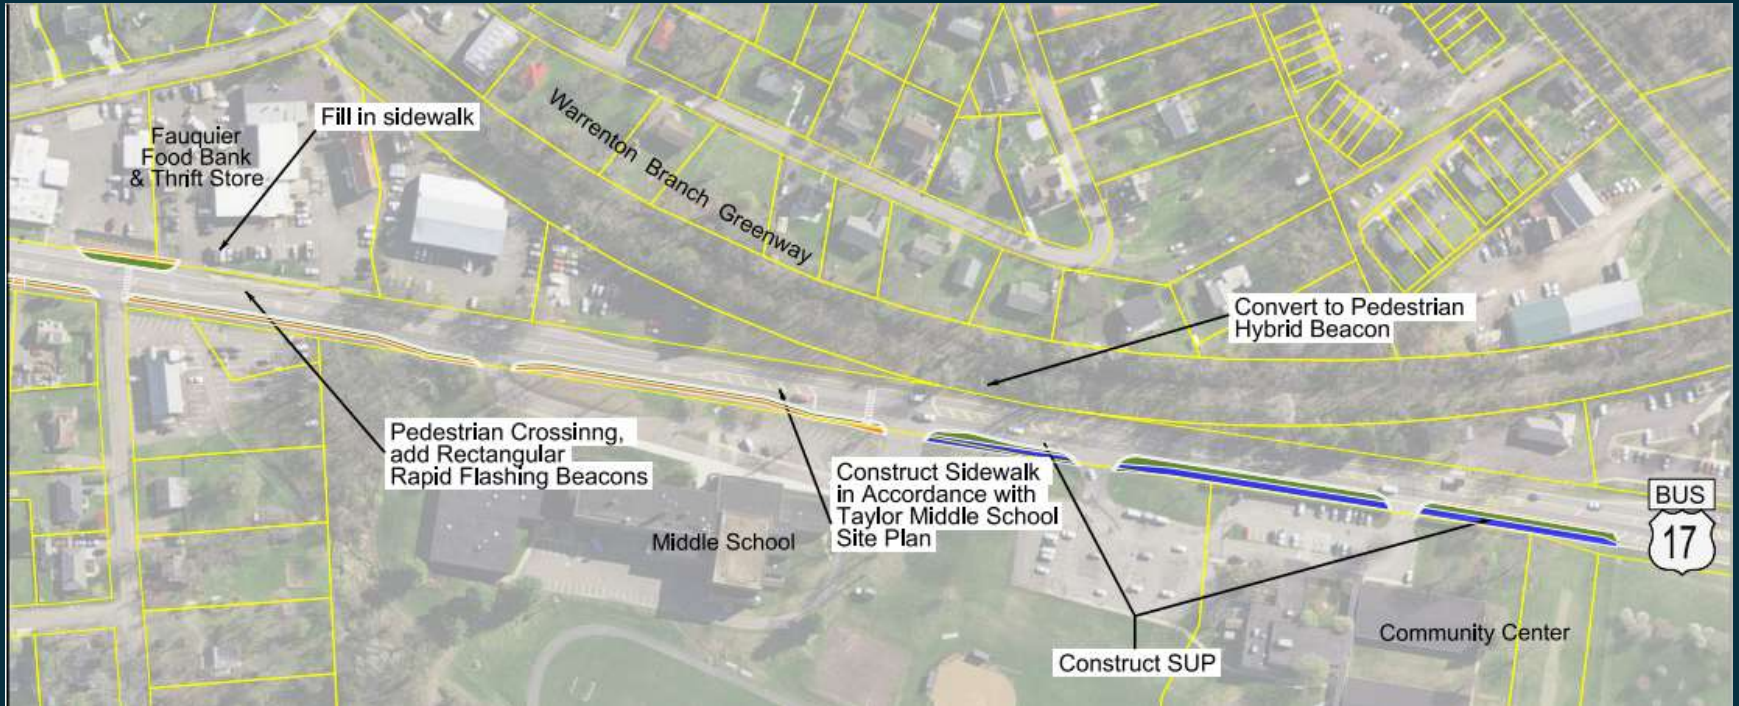 Fill in sidewalk
Fauquier
Food Bank
& Thrift Store
Warrenton Branch Greenway
Convert to Pedestrian
Hybrid Beacon
Pedestrian Crossinng,
add Rectangular
Rapid Flashing Beacons
Construct Sidewalk
in Accordance with
Taylor Middle School
Site Plan
Middle School
BUS
17
Community Center
Construct SUP